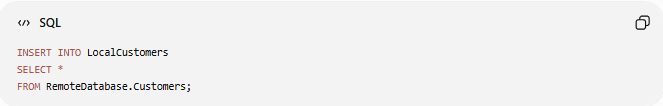 </> SQL
INSERT INTO LocalCustomers
SELECT *
FROM RemoteDatabase.Customers;